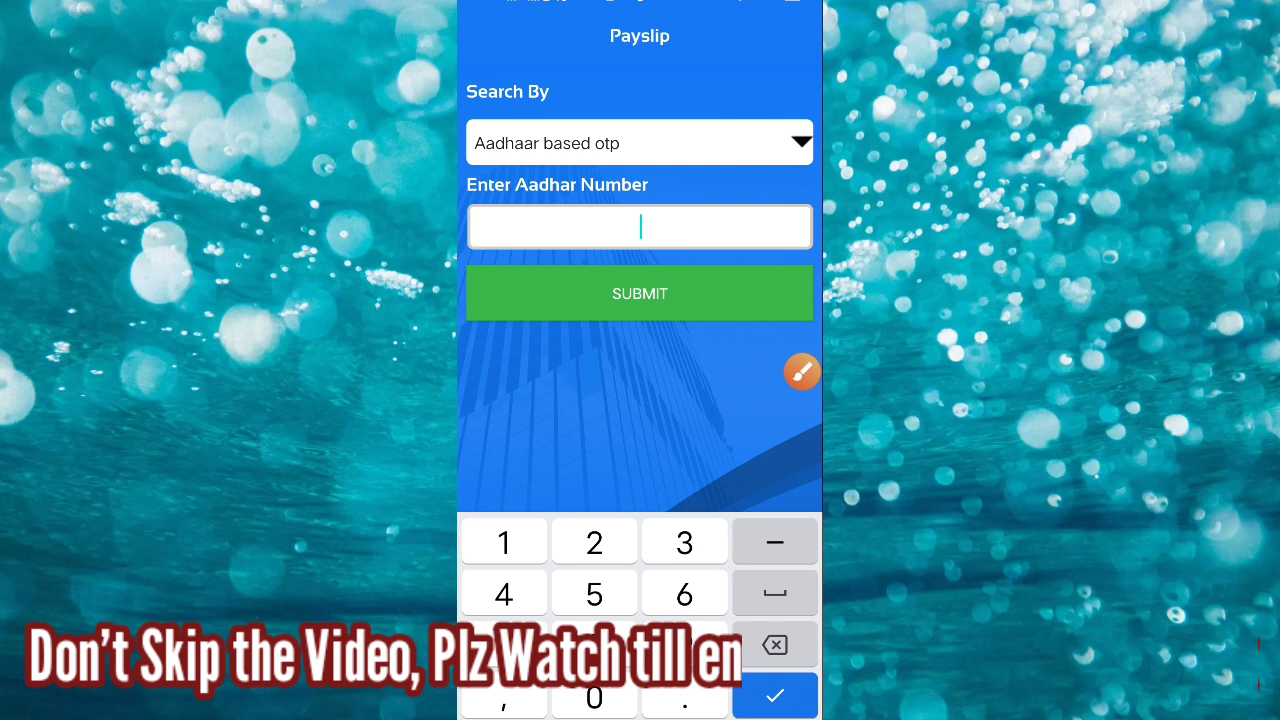 Payslip
Search By
Aadhaar based otp
Enter Aadhar Number
SUBMIT
1 2 3 –
4 5 6
Don't Skip the Video, Plz Watch till en
, 0 .